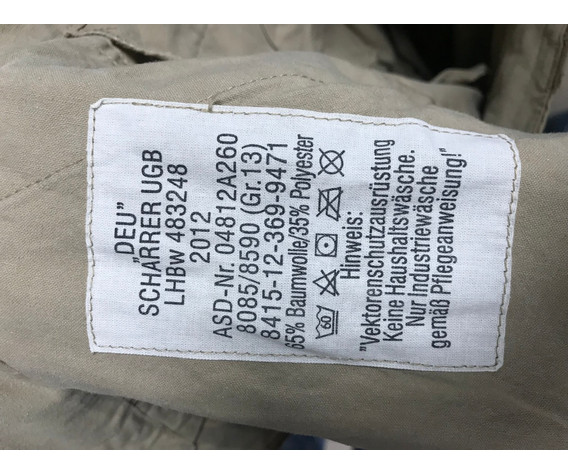 "DEU"
SCHARRER UGB
LHBw 483248
2012
ASD-Nr. 04812A260
8085/8590 (Gr.13)
8415-12-369-9471
65% Baumwolle/35% Polyester
60
Hinweis:
"Vektorenschutzausrüstung
Keine Haushaltswäsche.
Nur Industriewäsche
gemäß Pflegeanweisung!"